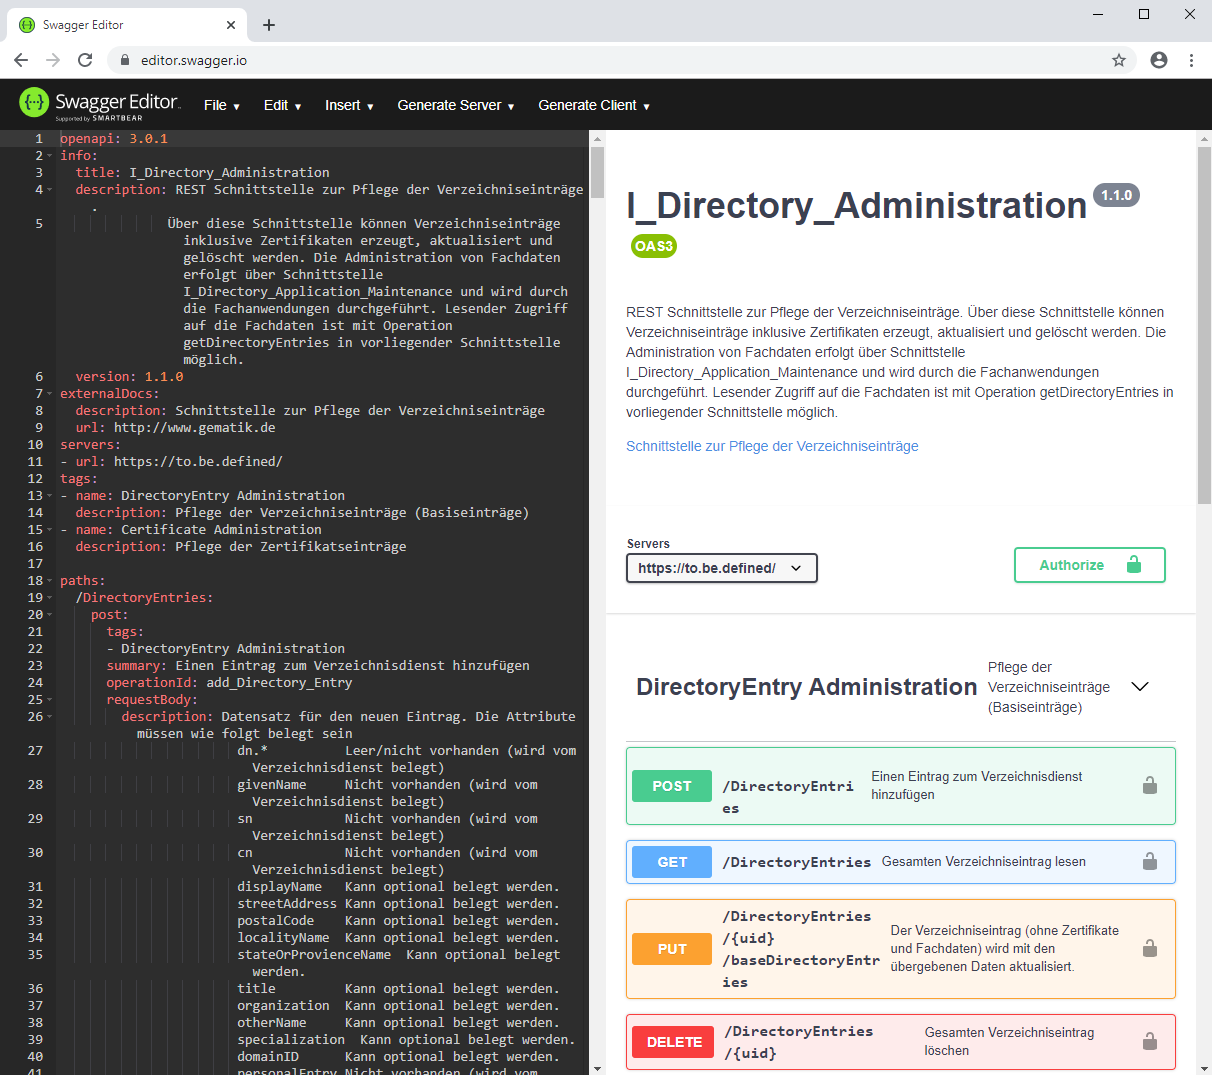 Swagger Editor
editor.swagger.io
Swagger Editor
Supported by SMARTBEAR
File
Edit
Insert
Generate Server
Generate Client
1 openapi: 3.0.1
2 info:
3 title: I_Directory_Administration
4 description: REST Schnittstelle zur Pflege der Verzeichniseinträge
.
5 Über diese Schnittstelle können Verzeichniseinträge
inklusive Zertifikaten erzeugt, aktualisiert und
gelöscht werden. Die Administration von Fachdaten
erfolgt über Schnittstelle
I_Directory_Application_Maintenance und wird durch
die Fachanwendungen durchgeführt. Lesender Zugriff
auf die Fachdaten ist mit Operation
getDirectoryEntries in vorliegender Schnittstelle
möglich.
6 version: 1.1.0
7 externalDocs:
8 description: Schnittstelle zur Pflege der Verzeichniseinträge
9 url: http://www.gematik.de
10 servers:
11 - url: https://to.be.defined/
12 tags:
13 - name: DirectoryEntry Administration
14 description: Pflege der Verzeichniseinträge (Basiseinträge)
15 - name: Certificate Administration
16 description: Pflege der Zertifikatseinträge
17
18 paths:
19 /DirectoryEntries:
20 post:
21 tags:
22 - DirectoryEntry Administration
23 summary: Einen Eintrag zum Verzeichnisdienst hinzufügen
24 operationId: add_Directory_Entry
25 requestBody:
26 description: Datensatz für den neuen Eintrag. Die Attribute
müssen wie folgt belegt sein
27 dn.* Leer/nicht vorhanden (wird vom
Verzeichnisdienst belegt)
28 givenName Nicht vorhanden (wird vom
Verzeichnisdienst belegt)
29 sn Nicht vorhanden (wird vom
Verzeichnisdienst belegt)
30 cn Nicht vorhanden (wird vom
Verzeichnisdienst belegt)
31 displayName Kann optional belegt werden.
32 streetAddress Kann optional belegt werden.
33 postalCode Kann optional belegt werden.
34 localityName Kann optional belegt werden.
35 stateOrProvienceName Kann optional belegt
werden.
36 title Kann optional belegt werden.
37 organization Kann optional belegt werden.
38 otherName Kann optional belegt werden.
39 specialization Kann optional belegt werden.
40 domainID Kann optional belegt werden.
41 personalEntry Nicht vorhanden (wird vom
I_Directory_Administration 1.1.0
OAS3
REST Schnittstelle zur Pflege der Verzeichniseinträge. Über diese Schnittstelle können
Verzeichniseinträge inklusive Zertifikaten erzeugt, aktualisiert und gelöscht werden. Die
Administration von Fachdaten erfolgt über Schnittstelle
I_Directory_Application_Maintenance und wird durch die Fachanwendungen
durchgeführt. Lesender Zugriff auf die Fachdaten ist mit Operation getDirectoryEntries in
vorliegender Schnittstelle möglich.
Schnittstelle zur Pflege der Verzeichniseinträge
Servers
https://to.be.defined/
Authorize
DirectoryEntry Administration
Pflege der
Verzeichniseinträge
(Basiseinträge)
POST
/DirectoryEntri
es
Einen Eintrag zum Verzeichnisdienst
hinzufügen
GET
/DirectoryEntries
Gesamten Verzeichniseintrag lesen
PUT
/DirectoryEntries
/{uid}
/baseDirectoryEntr
ies
Der Verzeichniseintrag (ohne Zertifikate
und Fachdaten) wird mit den
übergebenen Daten aktualisiert.
DELETE
/DirectoryEntries
/{uid}
Gesamten Verzeichniseintrag
löschen